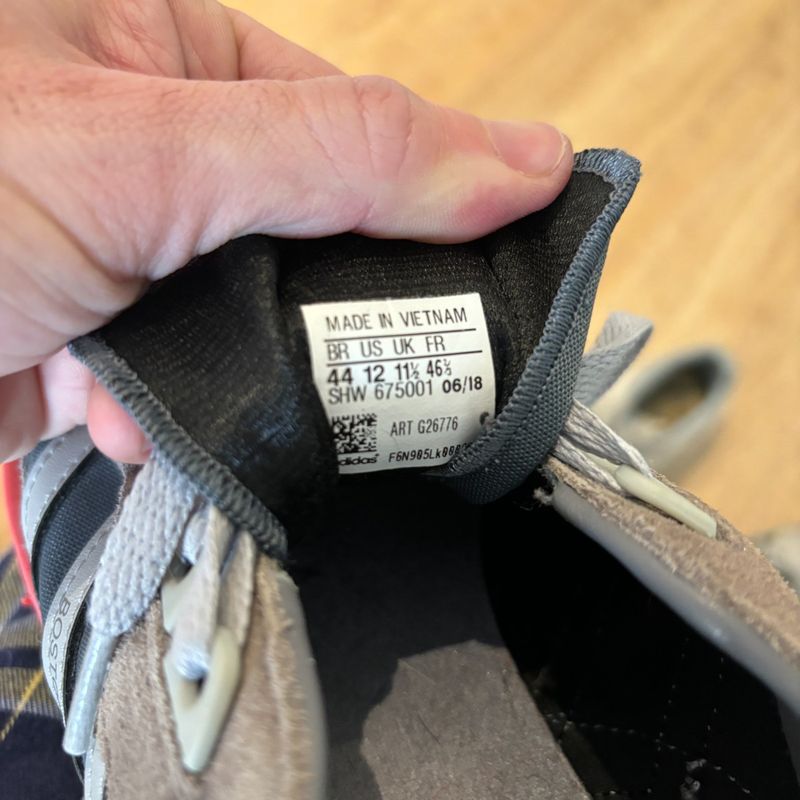 MADE IN VIETNAM
BR US UK FR
44 12 11½ 46⅔
SHW 675001 06/18
ART G26776
adidas
BOST